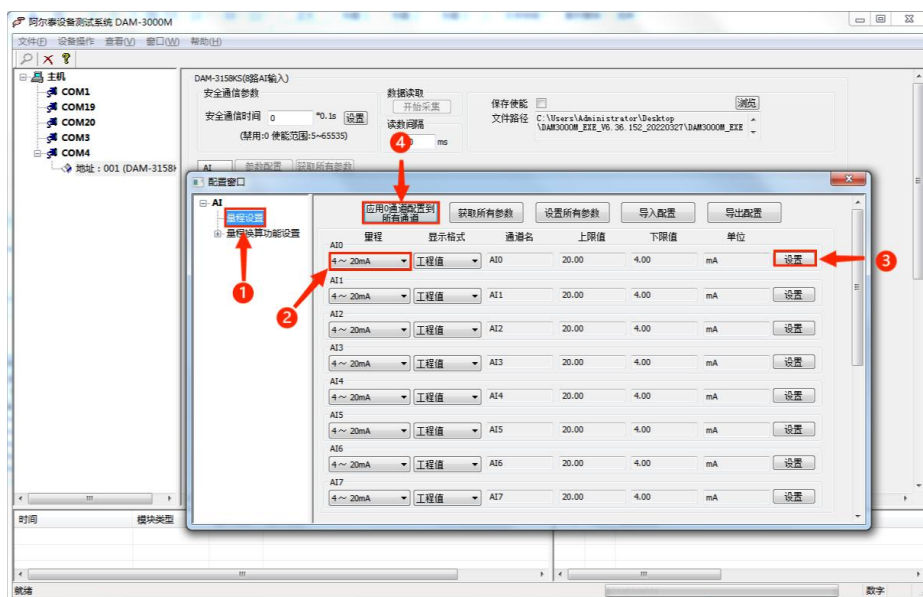 阿尔泰设备测试系统 DAM-3000M
文件(F) 设备操作 查看(V) 窗口(W) 帮助(H)
主机
COM1
COM19
COM20
COM3
COM4
地址：001 (DAM-3158K
DAM-3158KS(8路AI输入)
安全通信参数
安全通信时间 0 *0.1s 设置
(禁用:0 使能范围:5~65535)
数据读取
开始采集
读数间隔
ms
保存使能 浏览
文件路径 C:\Users\Administrator\Desktop
\DAM3000M_EXE_V6.36.152_20220327\DAM3000M_EXE
AI 参数配置 获取所有参数
4
配置窗口
AI
量程设置
量程换算功能设置
1
2
3
应用0通道配置到
所有通道
获取所有参数 设置所有参数 导入配置 导出配置
量程 显示格式 通道名 上限值 下限值 单位
AI0
4～ 20mA 工程值 AI0 20.00 4.00 mA 设置
AI1
4～ 20mA 工程值 AI1 20.00 4.00 mA 设置
AI2
4～ 20mA 工程值 AI2 20.00 4.00 mA 设置
AI3
4～ 20mA 工程值 AI3 20.00 4.00 mA 设置
AI4
4～ 20mA 工程值 AI4 20.00 4.00 mA 设置
AI5
4～ 20mA 工程值 AI5 20.00 4.00 mA 设置
AI6
4～ 20mA 工程值 AI6 20.00 4.00 mA 设置
AI7
4～ 20mA 工程值 AI7 20.00 4.00 mA 设置
时间 模块类型
就绪 数字